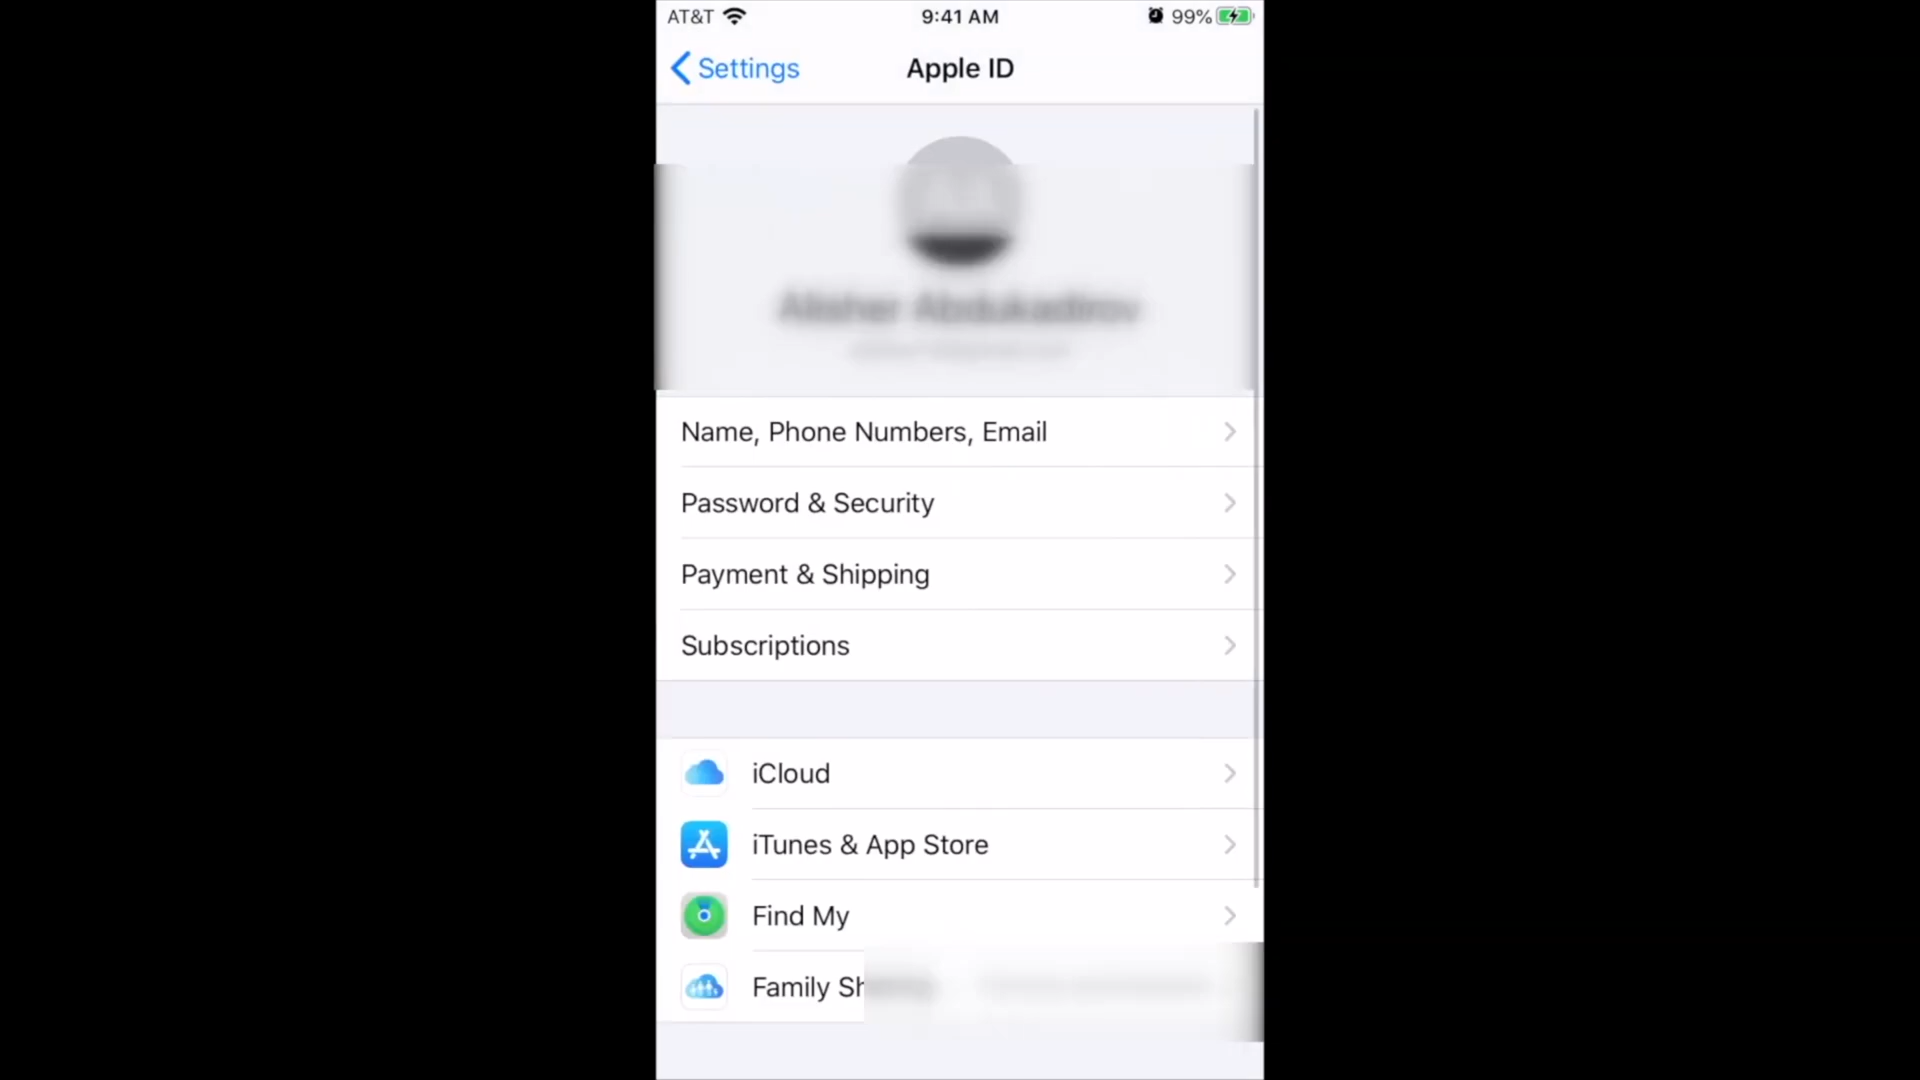 AT&T 9:41 AM 99%
Settings Apple ID
Name, Phone Numbers, Email
Password & Security
Payment & Shipping
Subscriptions
iCloud
iTunes & App Store
Find My
Family Sh